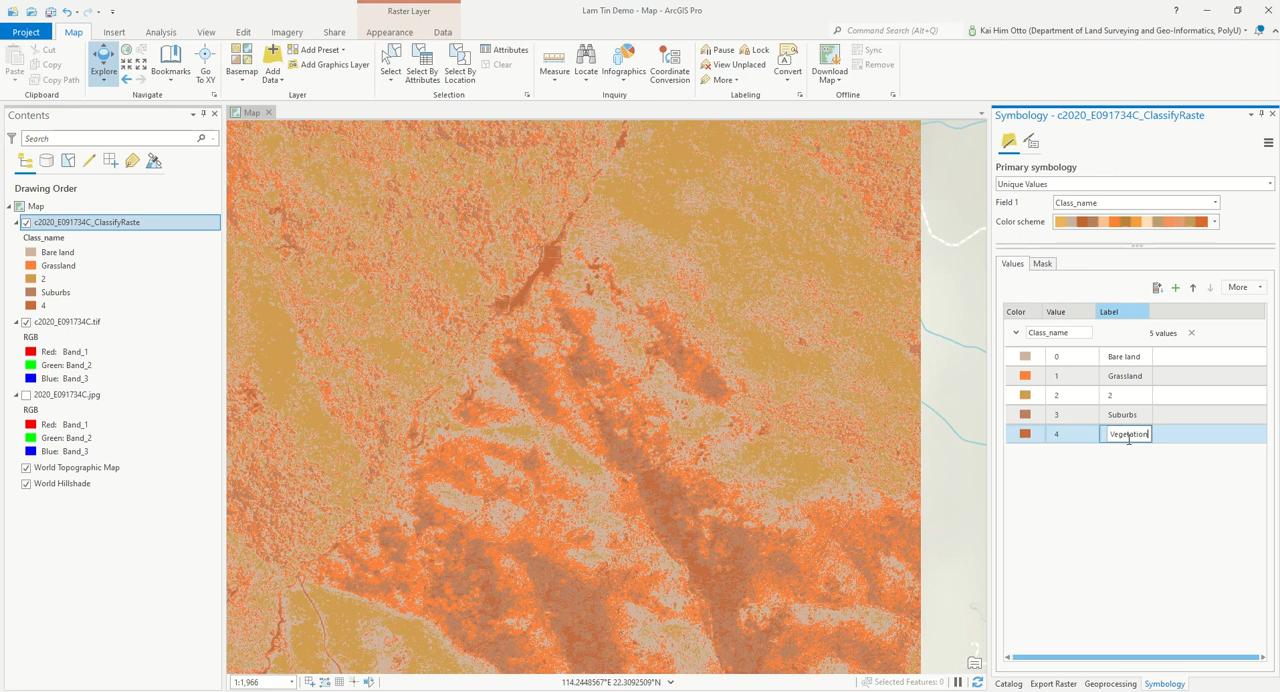 Raster Layer
Lam Tin Demo - Map - ArcGIS Pro
?
Project
Map
Insert
Analysis
View
Edit
Imagery
Share
Appearance
Data
Command Search (Alt+Q)
Kai Him Otto (Department of Land Surveying and Geo-Informatics, PolyU)
Paste
Cut
Copy
Copy Path
Clipboard
Explore
Bookmarks
Go To XY
Navigate
Basemap
Add Data
Add Preset
Add Graphics Layer
Layer
Select
Select By Attributes
Select By Location
Attributes
Clear
Selection
Measure
Locate
Infographics
Coordinate Conversion
Inquiry
Pause
Lock
View Unplaced
More
Labeling
Convert
Download Map
Sync
Remove
Offline
Contents
Search
Drawing Order
Map
c2020_E091734C_ClassifyRaste
Class_name
Bare land
Grassland
2
Suburbs
4
c2020_E091734C.tif
RGB
Red: Band_1
Green: Band_2
Blue: Band_3
2020_E091734C.jpg
RGB
Red: Band_1
Green: Band_2
Blue: Band_3
World Topographic Map
World Hillshade
Map
1:1,966
114.2448567°E 22.3092509°N
Selected Features: 0
Symbology - c2020_E091734C_ClassifyRaste
Primary symbology
Unique Values
Field 1
Class_name
Color scheme
Values
Mask
More
Color Value Label
Class_name 5 values
0 Bare land
1 Grassland
2 2
3 Suburbs
4 Vegetation
Catalog
Export Raster
Geoprocessing
Symbology